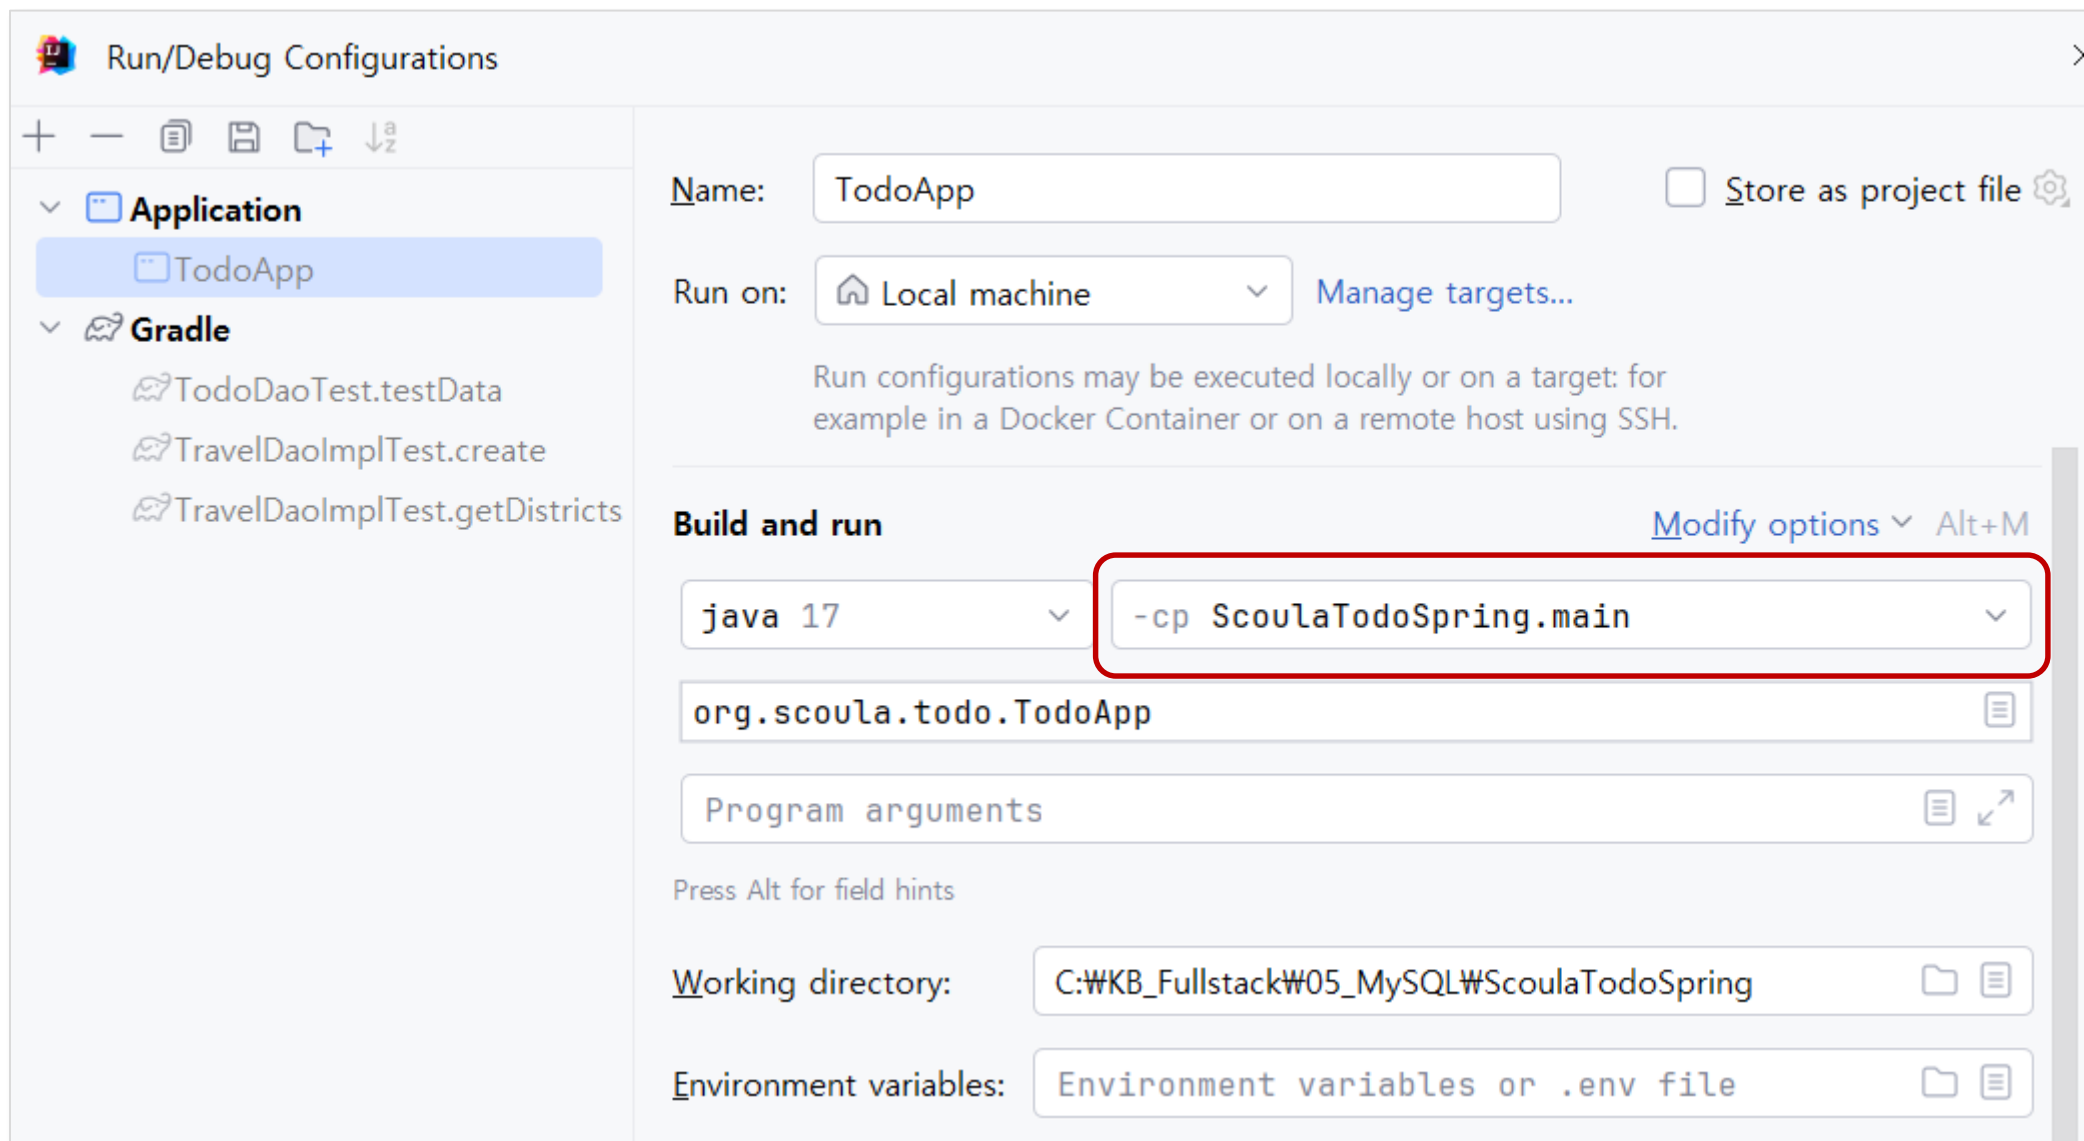 Run/Debug Configurations
Application
TodoApp
Gradle
TodoDaoTest.testData
TravelDaoImplTest.create
TravelDaoImplTest.getDistricts
Name: TodoApp
Store as project file
Run on: Local machine Manage targets...
Run configurations may be executed locally or on a target: for
example in a Docker Container or on a remote host using SSH.
Build and run
Modify options Alt+M
java 17
-cp ScoulaTodoSpring.main
org.scoula.todo.TodoApp
Program arguments
Press Alt for field hints
Working directory: C:₩KB_Fullstack₩05_MySQL₩ScoulaTodoSpring
Environment variables: Environment variables or .env file